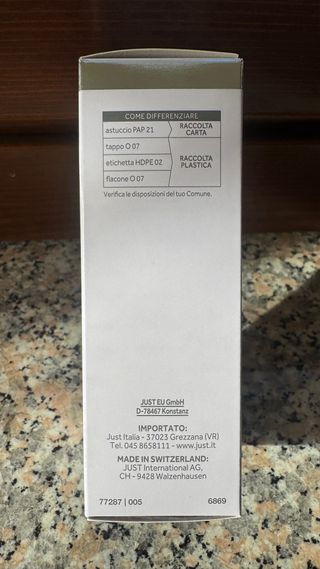 COME DIFFERENZIARE
astuccio PAP 21
RACCOLTA
CARTA
tappo O 07
etichetta HDPE 02
flacone O 07
RACCOLTA
PLASTICA
Verifica le disposizioni del tuo Comune.
JUST EU GmbH
D-78467 Konstanz
IMPORTATO:
Just Italia - 37023 Grezzana (VR)
Tel. 045 8658111 - www.just.it
MADE IN SWITZERLAND:
JUST International AG,
CH - 9428 Walzenhausen
77287 | 005
6869